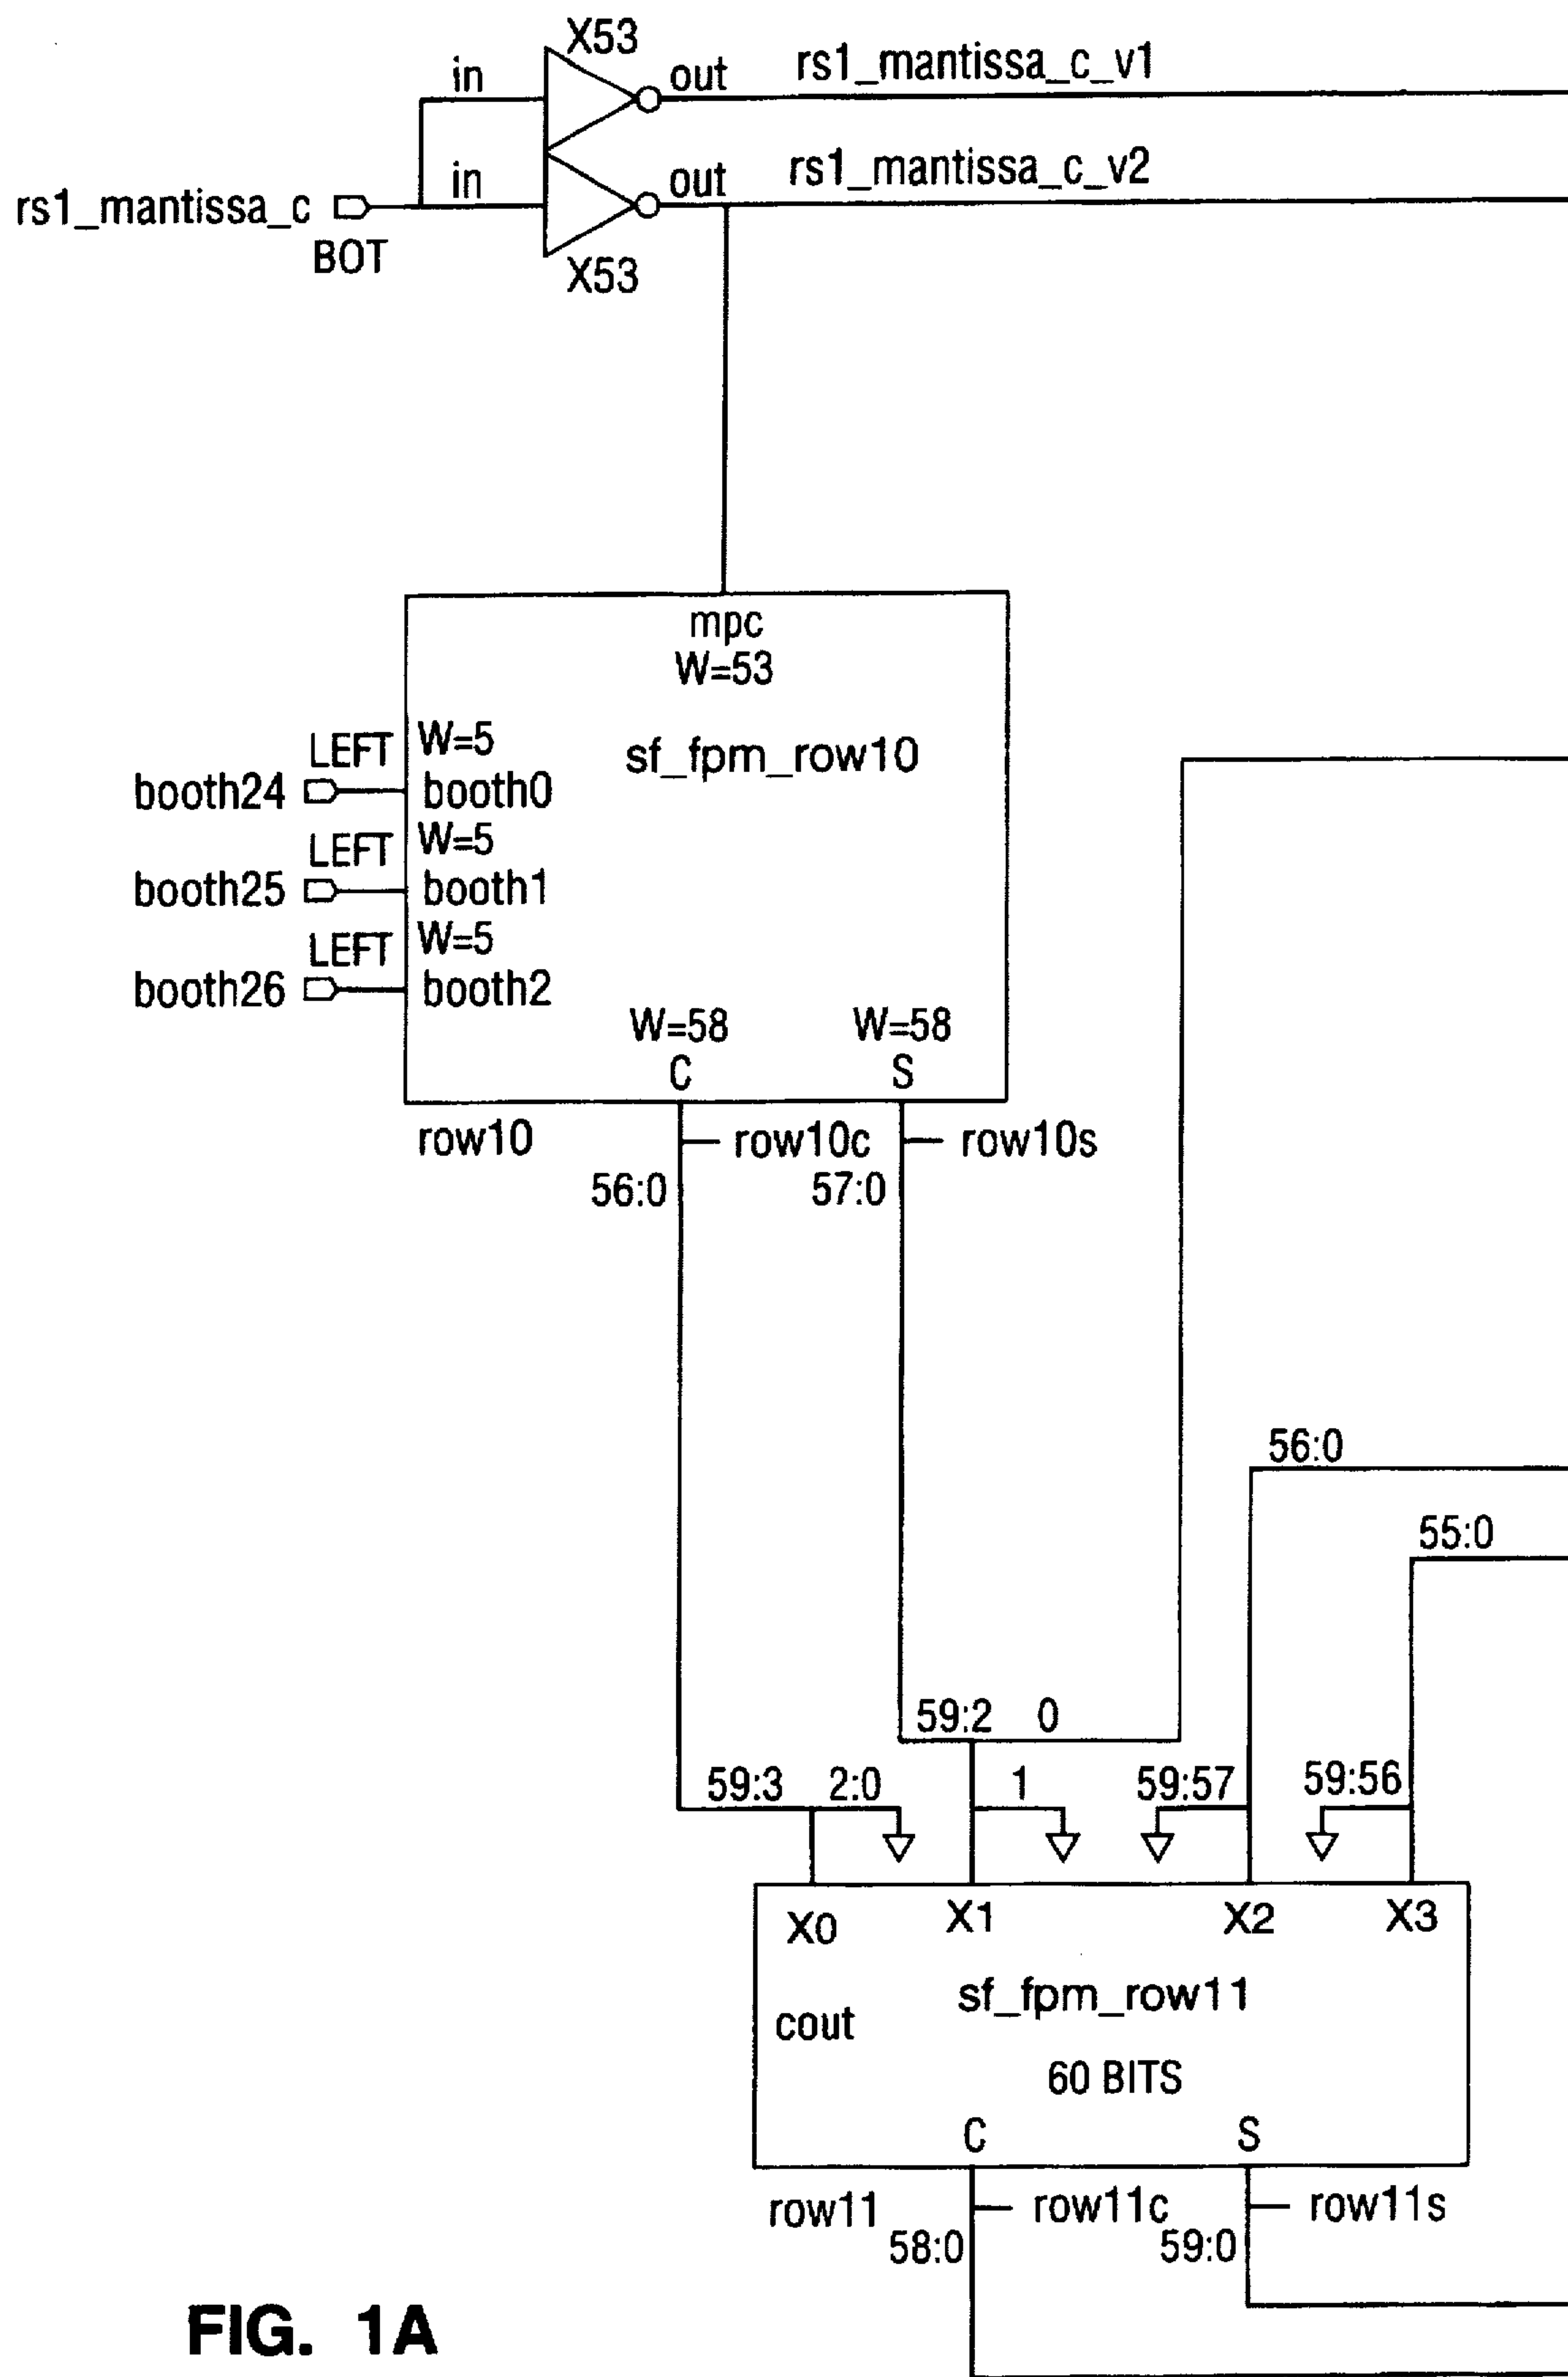 X53
in out rs1_mantissa_c_v1
in out rs1_mantissa_c_v2
rs1_mantissa_c
BOT
X53
mpc
W=53
sf_fpm_row10
LEFT W=5
booth24 booth0
LEFT W=5
booth25 booth1
LEFT W=5
booth26 booth2
W=58 W=58
C S
row10 row10c row10s
56:0 57:0
56:0
55:0
59:2 0
59:3 2:0 1 59:57 59:56
X0 X1 X2 X3
sf_fpm_row11
cout
60 BITS
C S
row11 row11c row11s
58:0 59:0
FIG. 1A